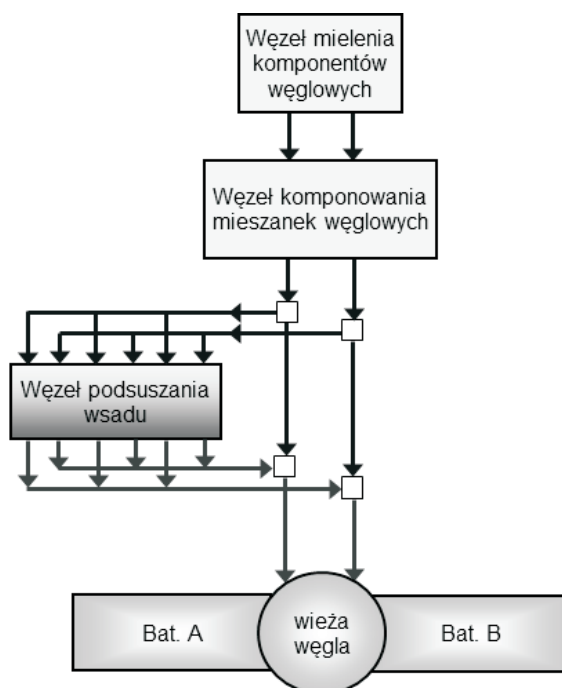 Węzeł mielenia
komponentów
węglowych
Węzeł komponowania
mieszanek węglowych
Węzeł podsuszania
wsadu
Bat. A
wieża
węgla
Bat. B